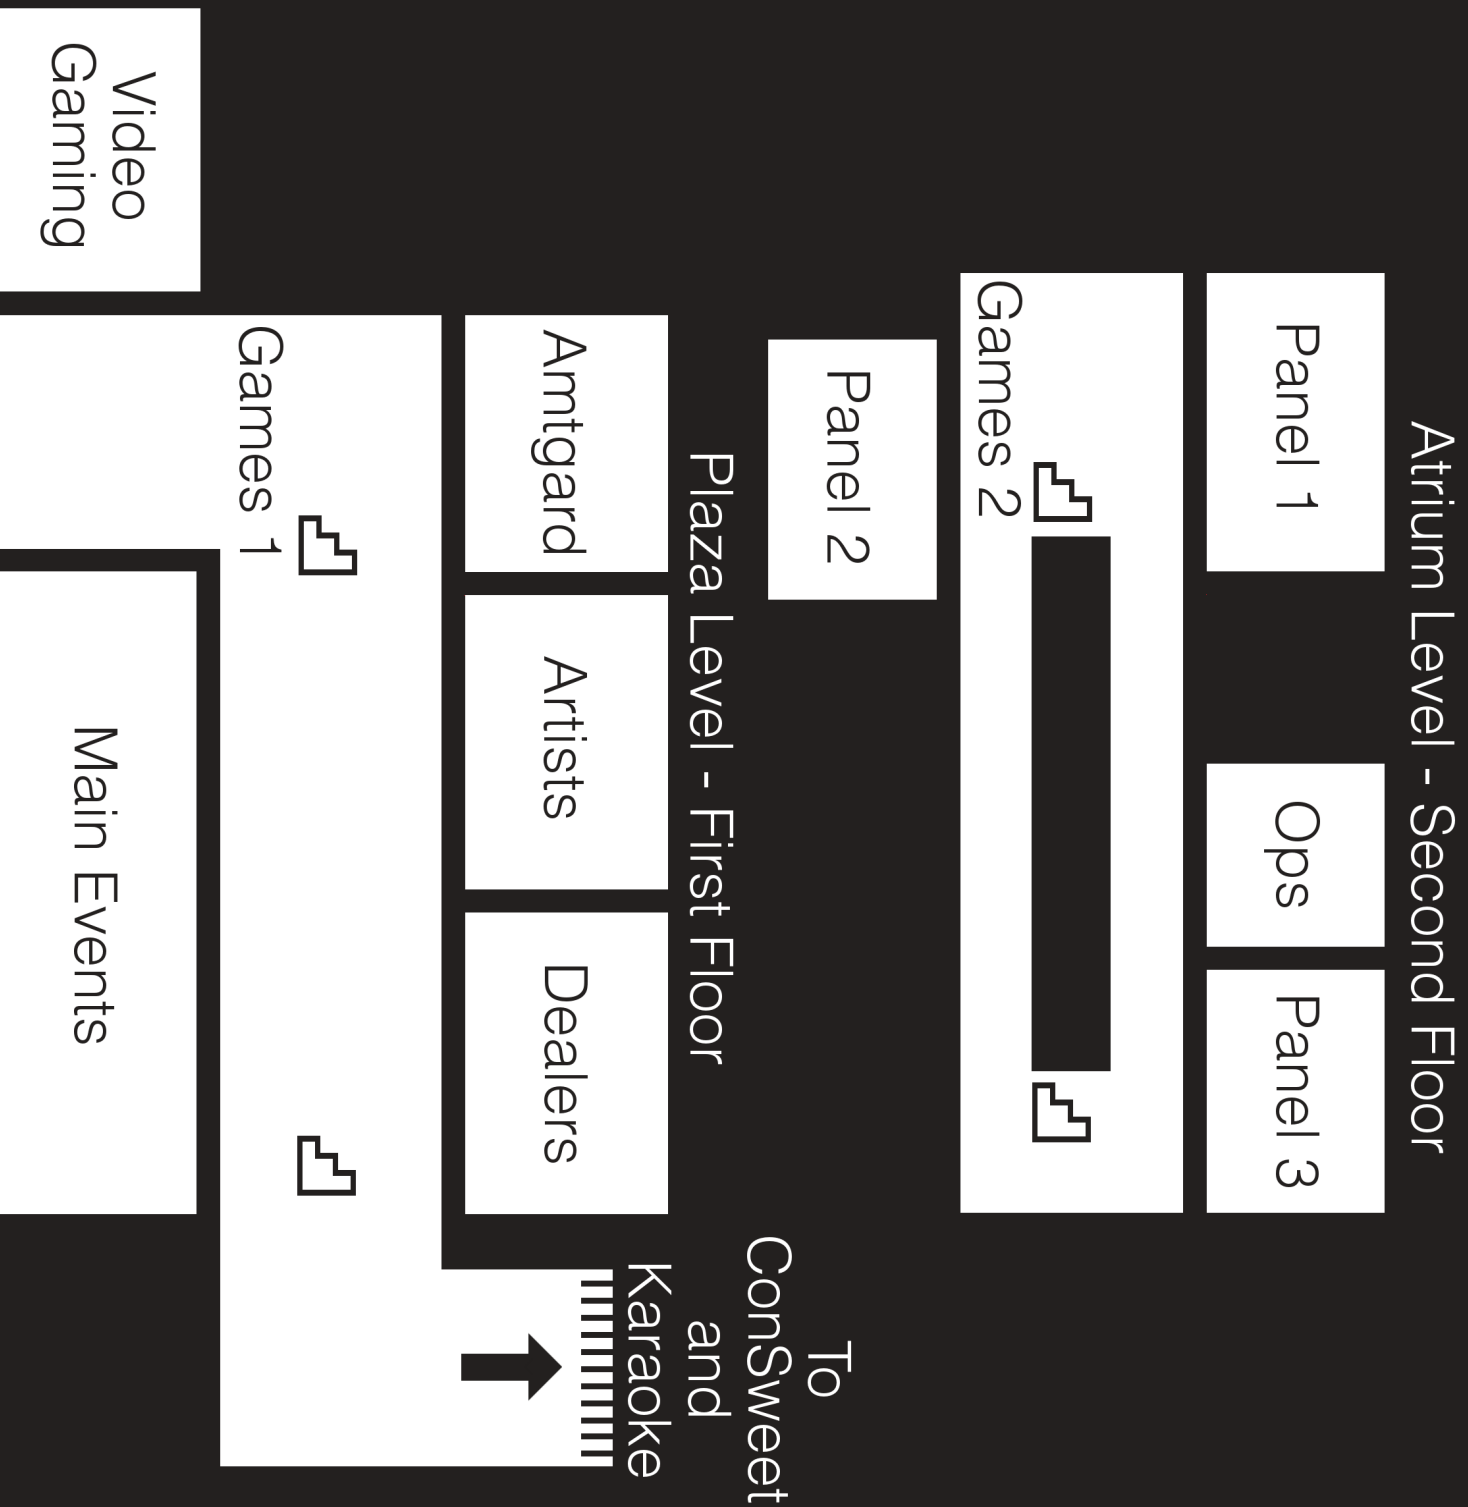 Atrium Level - Second Floor
Panel 1
Ops
Panel 3
Games 2
Panel 2
To
ConSweet
and
Karaoke
Plaza Level - First Floor
Amtgard
Artists
Dealers
Games 1
Video
Gaming
Main Events